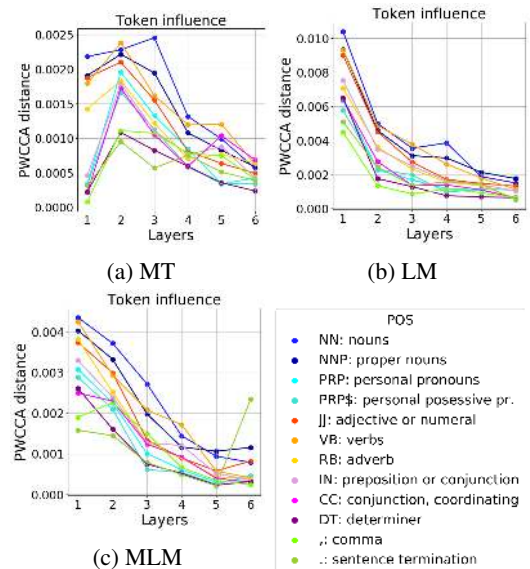 Token influence
PWCCA distance
0.0025
0.0020
0.0015
0.0010
0.0005
0.0000
1 2 3 4 5 6
Layers
(a) MT
Token influence
PWCCA distance
0.010
0.008
0.006
0.004
0.002
0.000
1 2 3 4 5 6
Layers
(b) LM
Token influence
PWCCA distance
0.004
0.003
0.002
0.001
0.000
1 2 3 4 5 6
Layers
(c) MLM
POS
NN: nouns
NNP: proper nouns
PRP: personal pronouns
PRP$: personal posessive pr.
JJ: adjective or numeral
VB: verbs
RB: adverb
IN: preposition or conjunction
CC: conjunction, coordinating
DT: determiner
,: comma
.: sentence termination